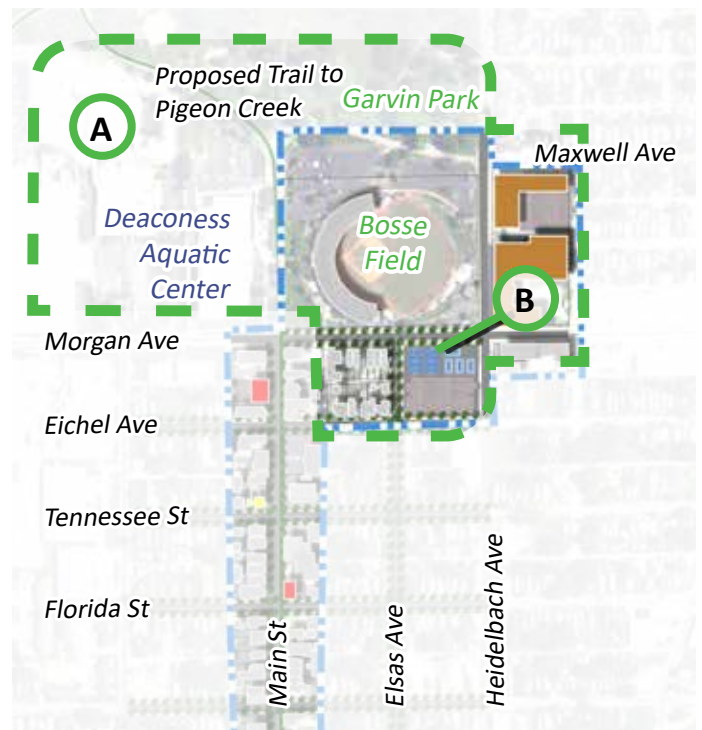 Proposed Trail to
Pigeon Creek
A
Garvin Park
Maxwell Ave
Deaconess
Aquatic
Center
Bosse
Field
B
Morgan Ave
Eichel Ave
Tennessee St
Florida St
Main St
Elsas Ave
Heidelbach Ave